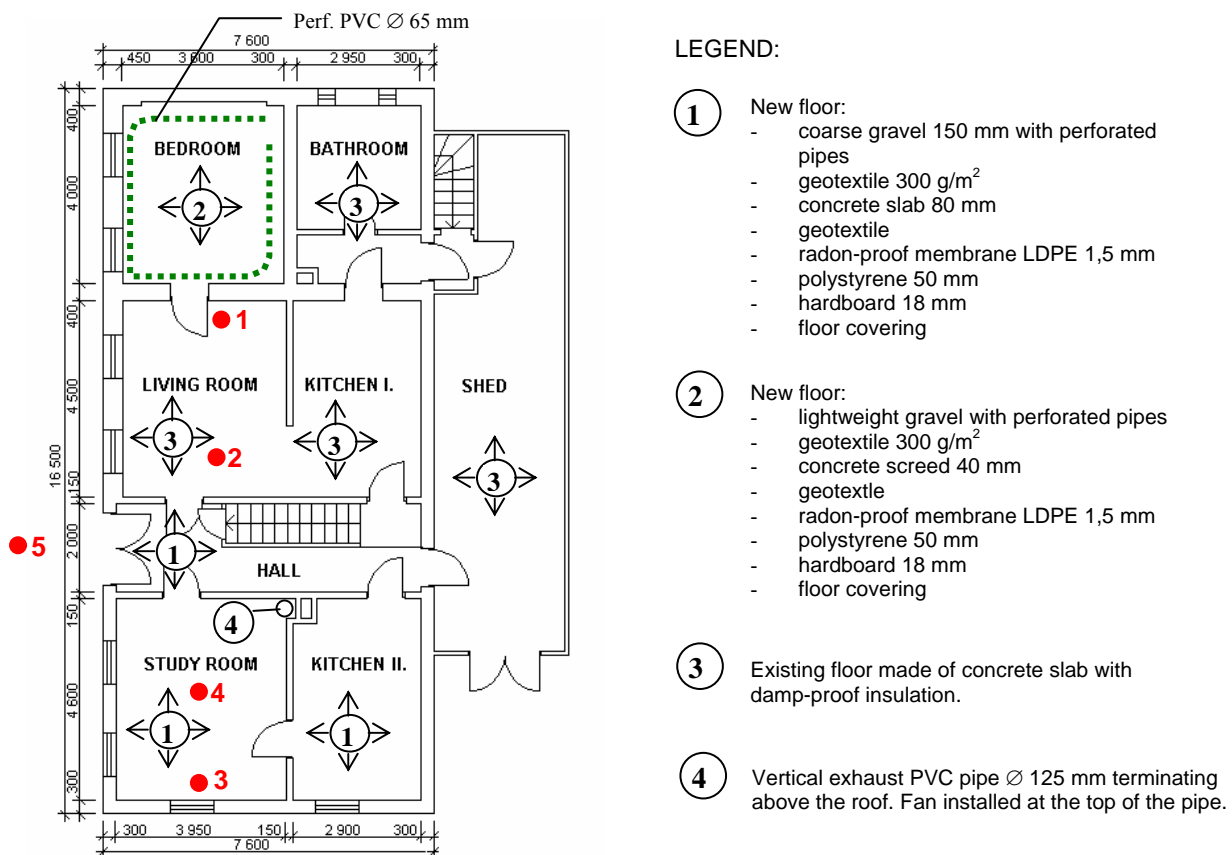 Perf. PVC ∅ 65 mm
7 600
450 3 600 300 2 950 300
400
BEDROOM
BATHROOM
2
3
4 000
400
1
LIVING ROOM
KITCHEN I.
SHED
4 500
3
3
2
3
16 500
150
5
2 000
1
HALL
150
4
STUDY ROOM
KITCHEN II.
4
4 600
1
1
3
300
300 3 950 150 2 900 300
7 600
LEGEND:
1
New floor:
- coarse gravel 150 mm with perforated
pipes
- geotextile 300 g/m²
- concrete slab 80 mm
- geotextile
- radon-proof membrane LDPE 1,5 mm
- polystyrene 50 mm
- hardboard 18 mm
- floor covering
2
New floor:
- lightweight gravel with perforated pipes
- geotextile 300 g/m²
- concrete screed 40 mm
- geotextle
- radon-proof membrane LDPE 1,5 mm
- polystyrene 50 mm
- hardboard 18 mm
- floor covering
3
Existing floor made of concrete slab with
damp-proof insulation.
4
Vertical exhaust PVC pipe ∅ 125 mm terminating
above the roof. Fan installed at the top of the pipe.